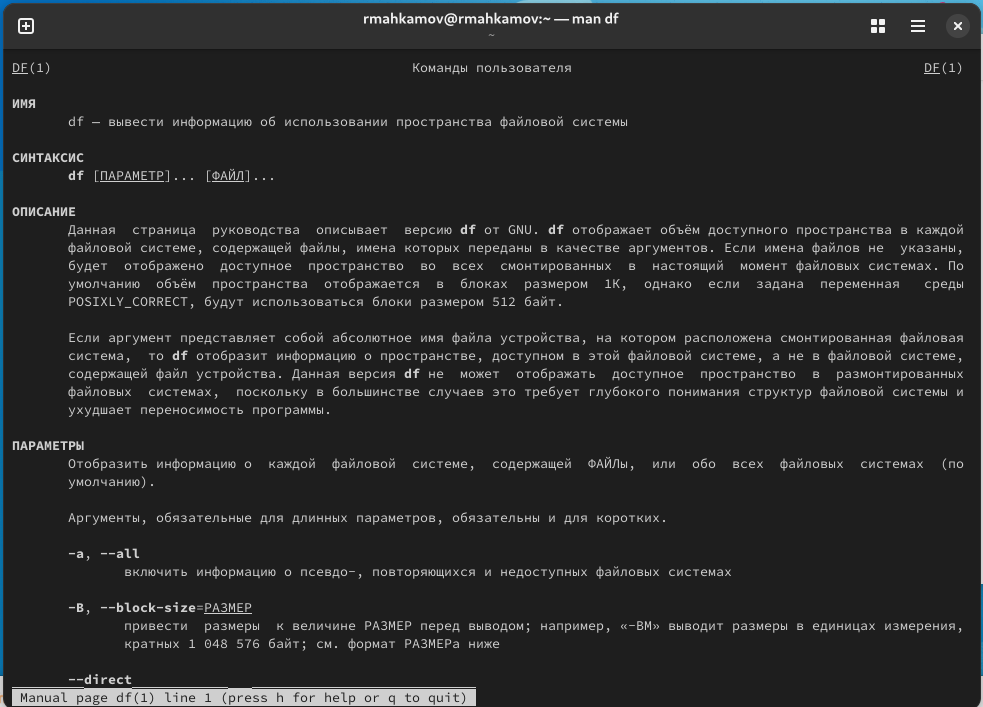 rmahkamov@rmahkamov:~ — man df
~
DF(1) Команды пользователя DF(1)
ИМЯ
df — вывести информацию об использовании пространства файловой системы
СИНТАКСИС
df [ПАРАМЕТР]... [ФАЙЛ]...
ОПИСАНИЕ
Данная страница руководства описывает версию df от GNU. df отображает объём доступного пространства в каждой
файловой системе, содержащей файлы, имена которых переданы в качестве аргументов. Если имена файлов не указаны,
будет отображено доступное пространство во всех смонтированных в настоящий момент файловых системах. По
умолчанию объём пространства отображается в блоках размером 1K, однако если задана переменная среды
POSIXLY_CORRECT, будут использоваться блоки размером 512 байт.
Если аргумент представляет собой абсолютное имя файла устройства, на котором расположена смонтированная файловая
система, то df отобразит информацию о пространстве, доступном в этой файловой системе, а не в файловой системе,
содержащей файл устройства. Данная версия df не может отображать доступное пространство в размонтированных
файловых системах, поскольку в большинстве случаев это требует глубокого понимания структур файловой системы и
ухудшает переносимость программы.
ПАРАМЕТРЫ
Отобразить информацию о каждой файловой системе, содержащей ФАЙЛы, или обо всех файловых системах (по
умолчанию).
Аргументы, обязательные для длинных параметров, обязательны и для коротких.
-a, --all
включить информацию о псевдо-, повторяющихся и недоступных файловых системах
-B, --block-size=РАЗМЕР
привести размеры к величине РАЗМЕР перед выводом; например, «-BM» выводит размеры в единицах измерения,
кратных 1 048 576 байт; см. формат РАЗМЕРа ниже
--direct
Manual page df(1) line 1 (press h for help or q to quit)